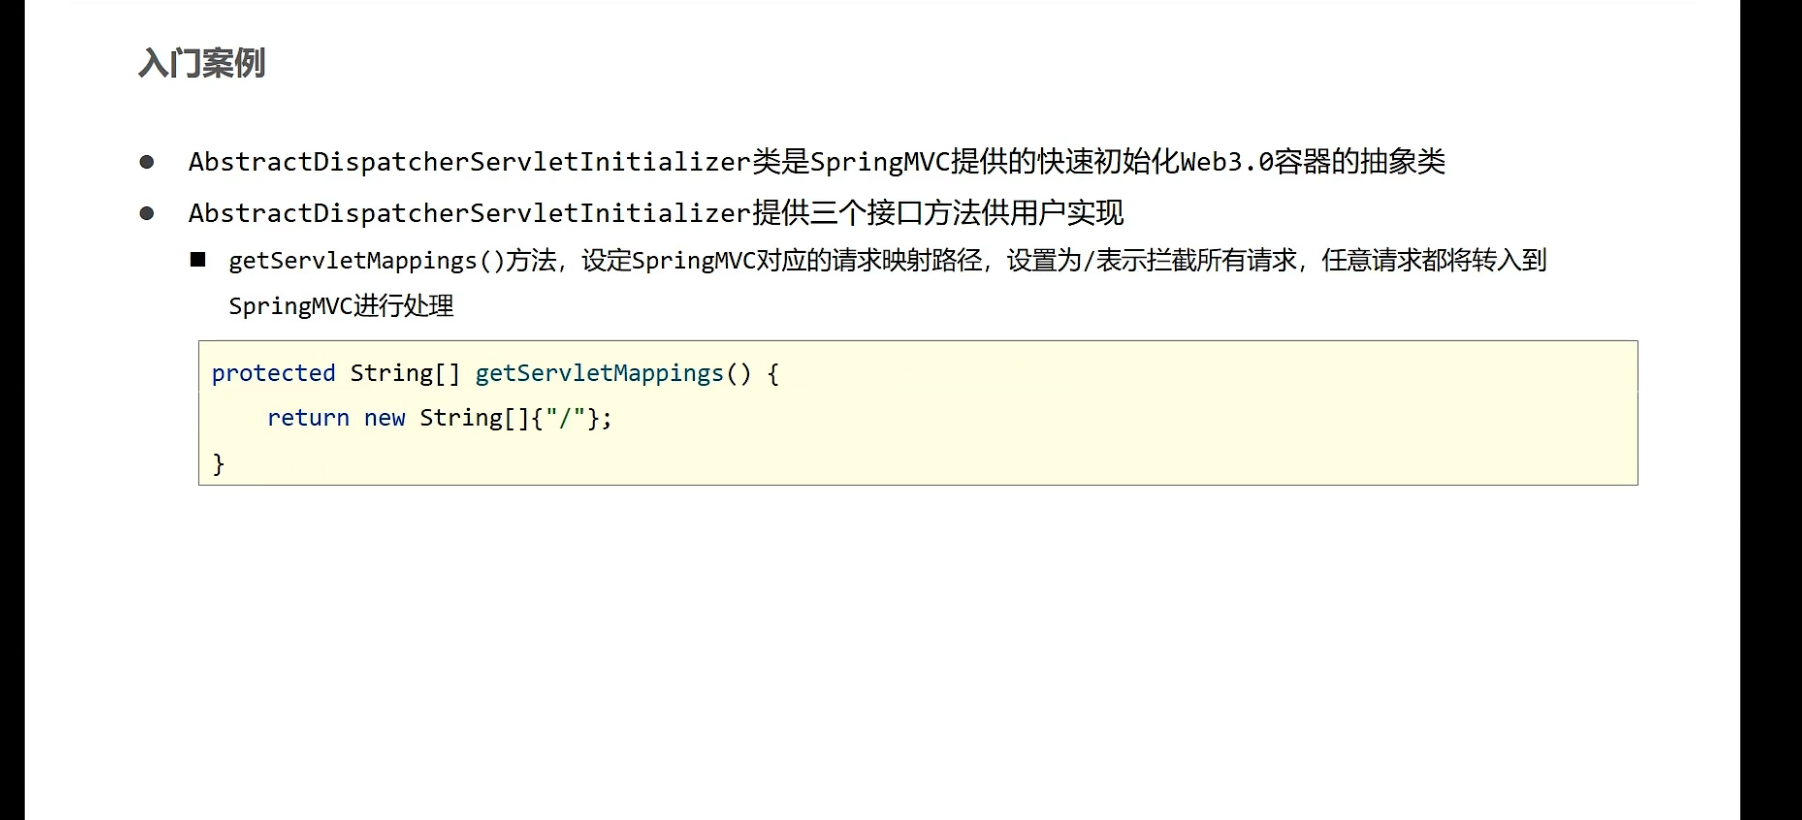 入门案例
● AbstractDispatcherServletInitializer类是SpringMVC提供的快速初始化Web3.0容器的抽象类
● AbstractDispatcherServletInitializer提供三个接口方法供用户实现
■ getServletMappings()方法，设定SpringMVC对应的请求映射路径，设置为/表示拦截所有请求，任意请求都将转入到
SpringMVC进行处理
protected String[] getServletMappings() {
    return new String[]{"/"};
}